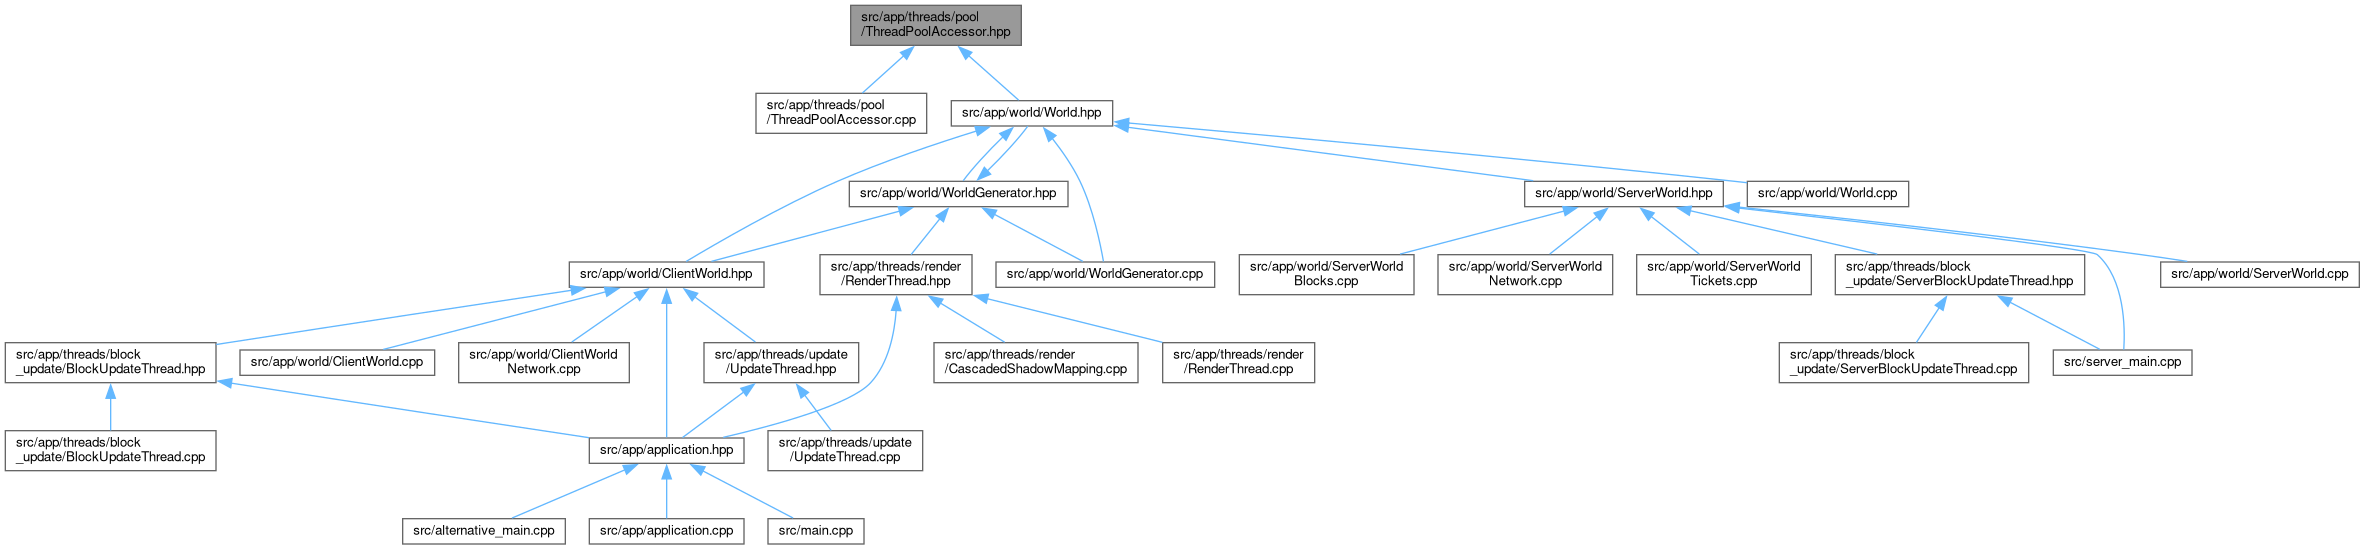 src/app/threads/pool
/ThreadPoolAccessor.hpp
src/app/threads/pool
/ThreadPoolAccessor.cpp
src/app/world/World.hpp
src/app/world/WorldGenerator.hpp
src/app/world/ServerWorld.hpp
src/app/world/World.cpp
src/app/world/ClientWorld.hpp
src/app/threads/render
/RenderThread.hpp
src/app/world/WorldGenerator.cpp
src/app/world/ServerWorld
Blocks.cpp
src/app/world/ServerWorld
Network.cpp
src/app/world/ServerWorld
Tickets.cpp
src/app/threads/block
_update/ServerBlockUpdateThread.hpp
src/app/world/ServerWorld.cpp
src/app/threads/block
_update/BlockUpdateThread.hpp
src/app/world/ClientWorld.cpp
src/app/world/ClientWorld
Network.cpp
src/app/threads/update
/UpdateThread.hpp
src/app/threads/render
/CascadedShadowMapping.cpp
src/app/threads/render
/RenderThread.cpp
src/app/threads/block
_update/ServerBlockUpdateThread.cpp
src/server_main.cpp
src/app/threads/block
_update/BlockUpdateThread.cpp
src/app/application.hpp
src/app/threads/update
/UpdateThread.cpp
src/alternative_main.cpp
src/app/application.cpp
src/main.cpp